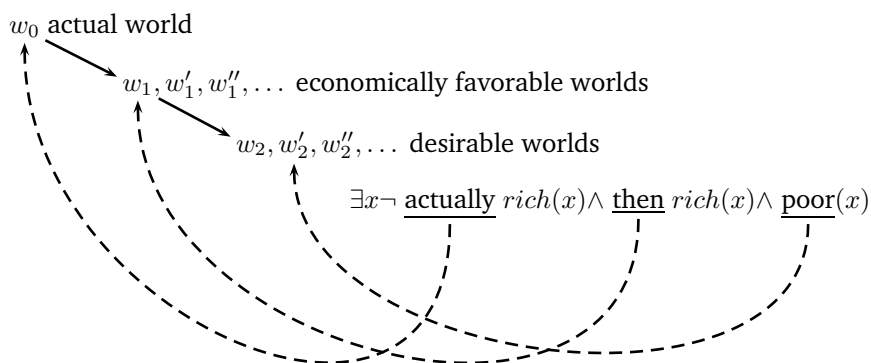 w₀ actual world
w₁, w₁′, w₁″, … economically favorable worlds
w₂, w₂′, w₂″, … desirable worlds
∃x¬ actually rich(x)∧ then rich(x)∧ poor(x)